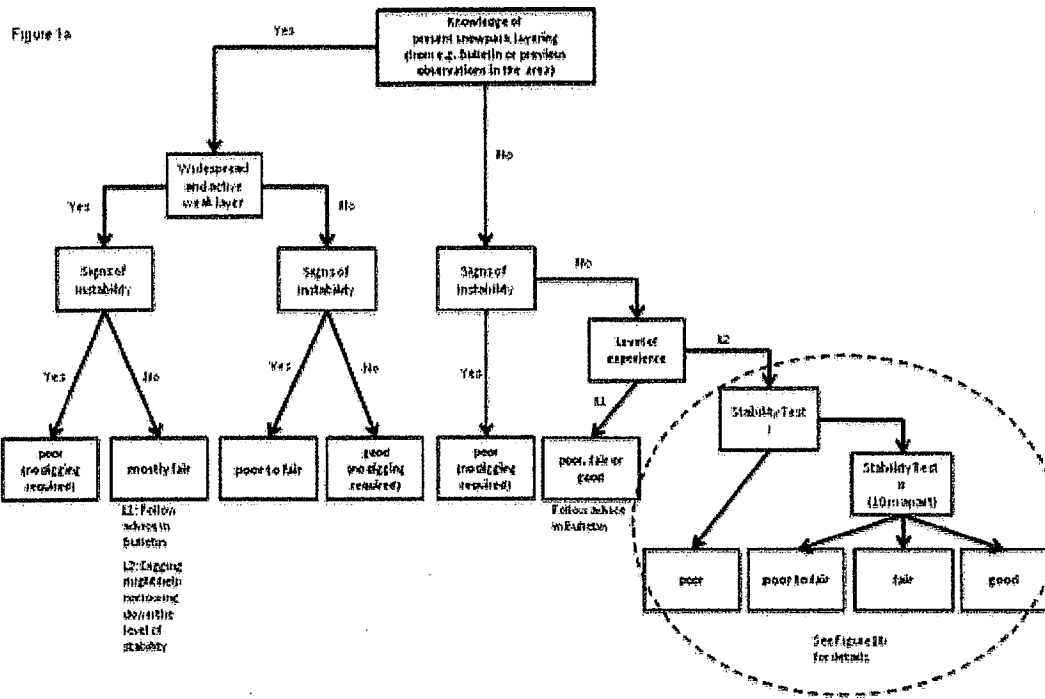 Figure 1a
Knowledge of
present snowpack layering
(from e.g. Bulletin or previous
observations in the area)
Yes
No
Widespread
and active
weak layer
Yes
No
Signs of
instability
Signs of
instability
Signs of
instability
No
Level of
experience
L2
Yes
No
Yes
No
Yes
L1
Stability Test
I
Stability Test
II
(10 m apart)
poor
(no digging
required)
mostly fair
poor to fair
good
(no digging
required)
poor
(no digging
required)
poor, fair or
good
L1: Follow
advice in
Bulletin
L2: Digging
might help
narrowing
down the
level of
stability
Follow advice
in Bulletin
poor
poor to fair
fair
good
See Figure 1b
for details